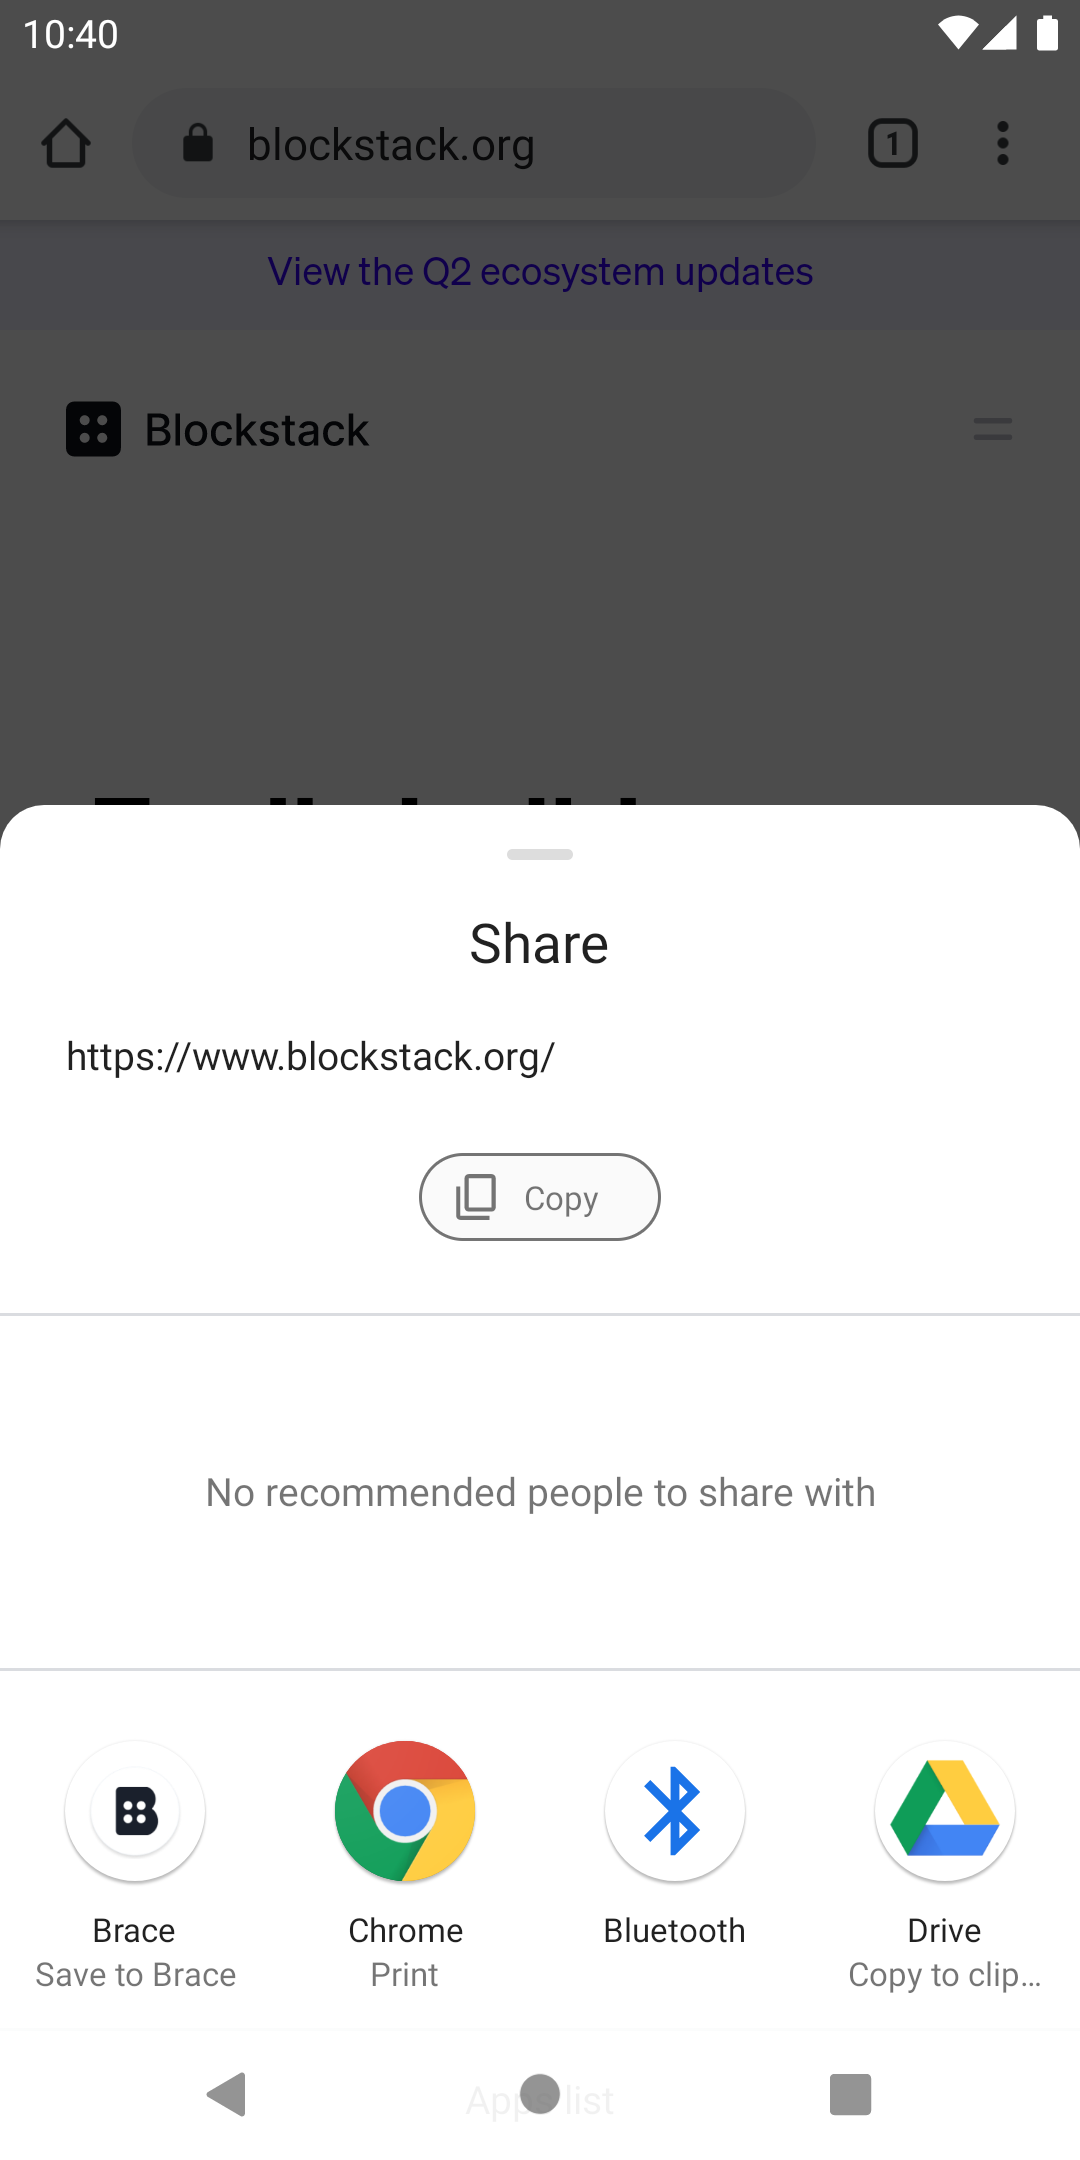 10:40
blockstack.org
1
View the Q2 ecosystem updates
Blockstack
Share
https://www.blockstack.org/
Copy
No recommended people to share with
Brace
Save to Brace
Chrome
Print
Bluetooth
Drive
Copy to clip…
Apps list